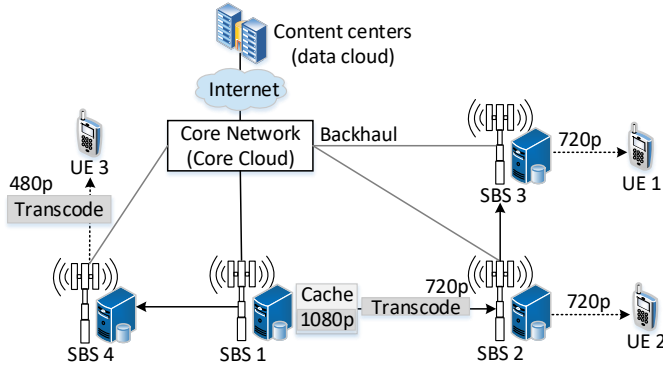 Content centers
(data cloud)
Internet
Core Network
(Core Cloud)
Backhaul
UE 3
480p
Transcode
720p
SBS 3
UE 1
SBS 4
SBS 1
Cache
1080p
Transcode
720p
SBS 2
720p
UE 2